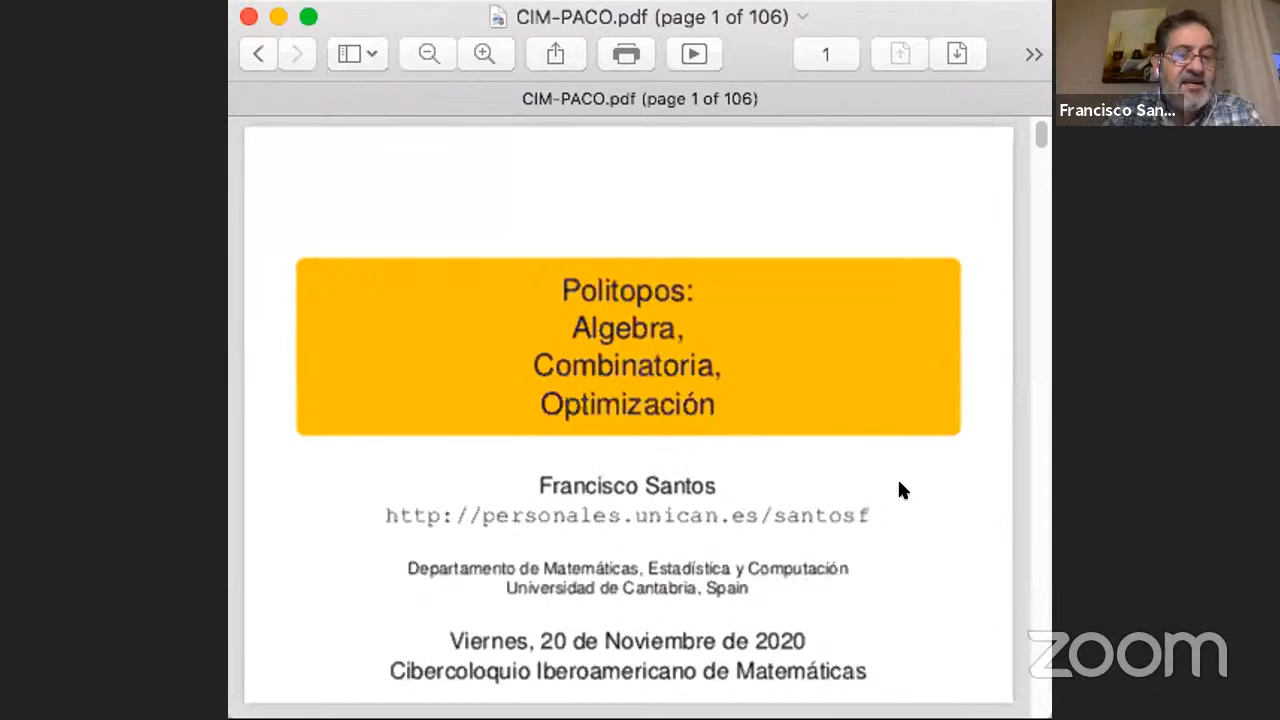 CIM-PACO.pdf (page 1 of 106)
1
CIM-PACO.pdf (page 1 of 106)
Francisco San...
Politopos:
Algebra,
Combinatoria,
Optimización
Francisco Santos
http://personales.unican.es/santosf
Departamento de Matemáticas, Estadística y Computación
Universidad de Cantabria, Spain
Viernes, 20 de Noviembre de 2020
Cibercoloquio Iberoamericano de Matemáticas
zoom